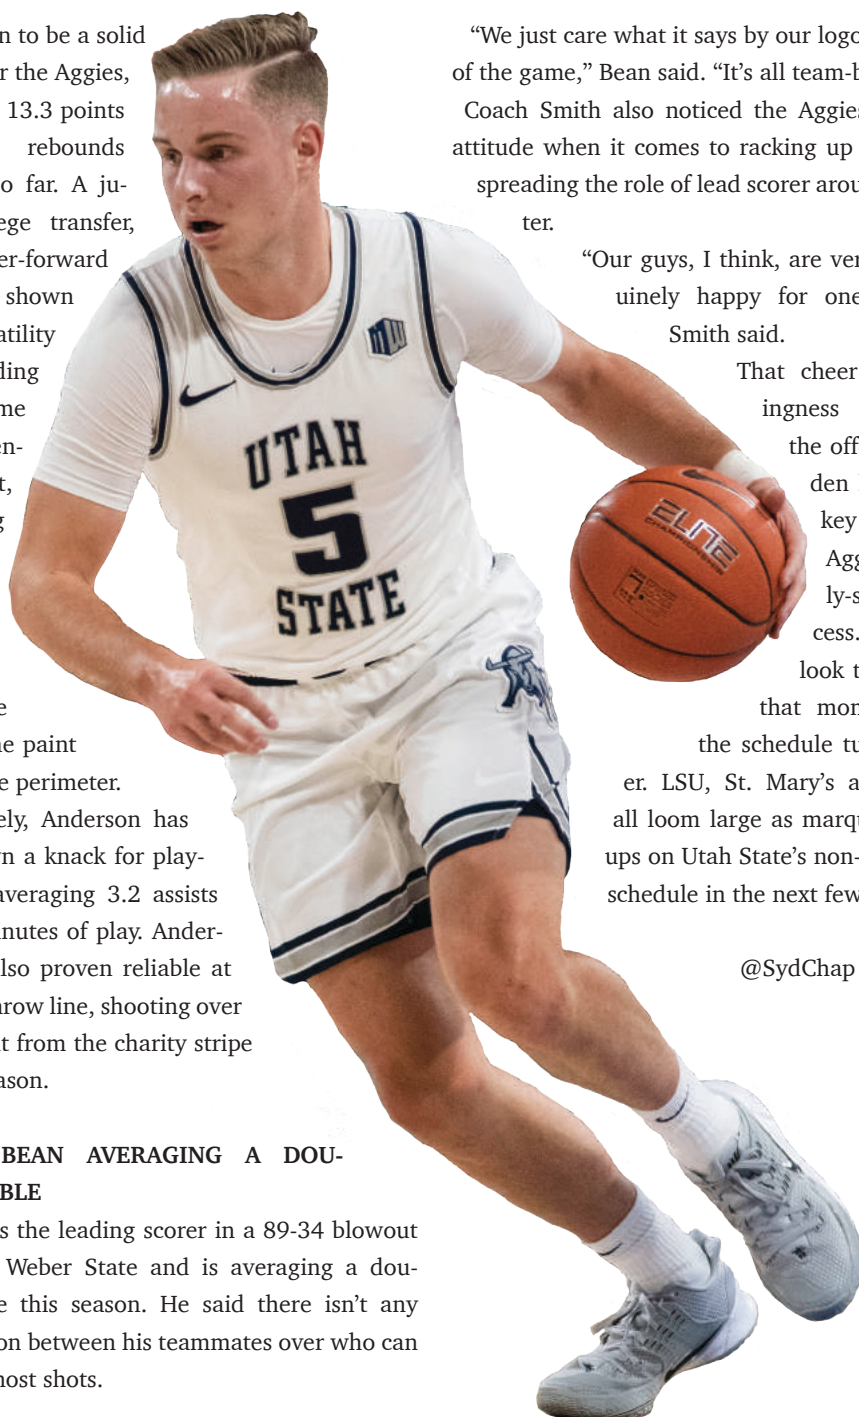 n to be a solid
r the Aggies,
13.3 points
rebounds
o far. A ju-
ege transfer,
er-forward
shown
atility
ding
me
en-
t,
g
e
e paint
e perimeter.
ely, Anderson has
n a knack for play-
averaging 3.2 assists
nutes of play. Ander-
lso proven reliable at
row line, shooting over
t from the charity stripe
ason.
BEAN AVERAGING A DOU-
BLE
s the leading scorer in a 89-34 blowout
Weber State and is averaging a dou-
e this season. He said there isn’t any
on between his teammates over who can
ost shots.
“We just care what it says by our logo
of the game,” Bean said. “It’s all team-b
Coach Smith also noticed the Aggies
attitude when it comes to racking up
spreading the role of lead scorer arou
ter.
“Our guys, I think, are ver
uinely happy for one
Smith said.
That cheer
ingness
the off
den
key
Agg
ly-s
cess.
look t
that mon
the schedule tu
er. LSU, St. Mary’s a
all loom large as marqu
ups on Utah State’s non-
schedule in the next few
@SydChap
MW
UTAH
5
STATE
ELITE
CHAMPIONSHIP